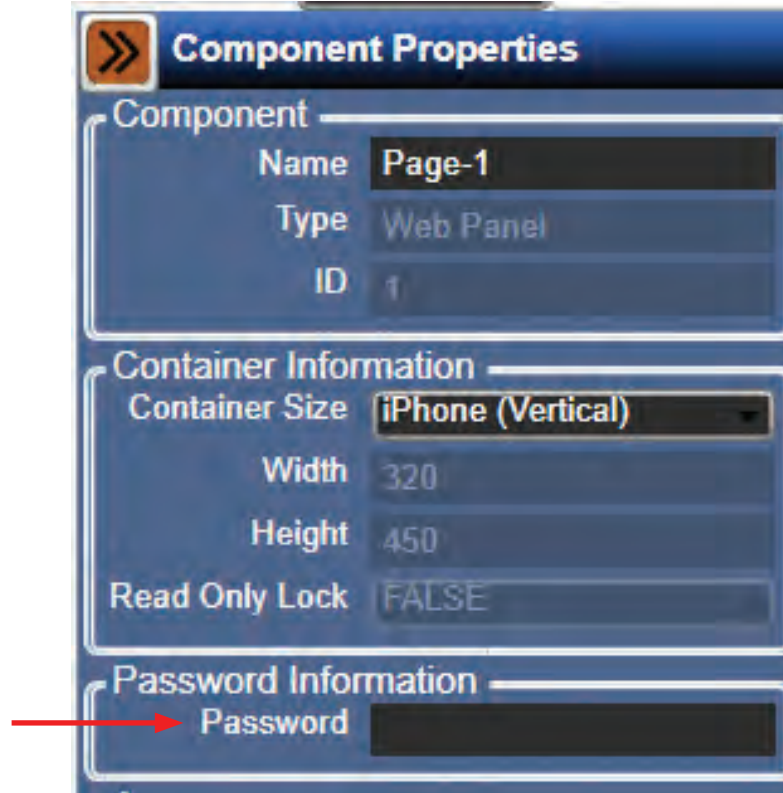 Component Properties
Component
Name Page-1
Type Web Panel
ID 1
Container Information
Container Size iPhone (Vertical)
Width 320
Height 450
Read Only Lock FALSE
Password Information
Password